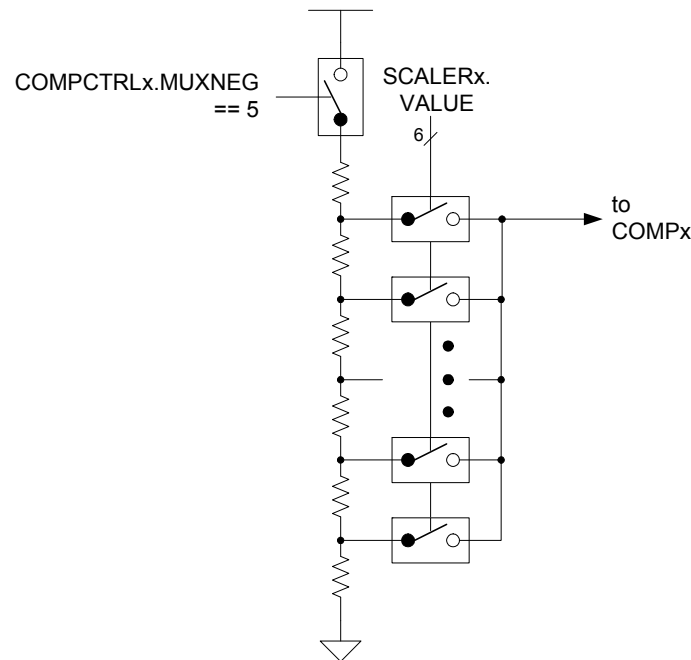 COMPCTRLx.MUXNEG
== 5
SCALERx.
VALUE
6
to
COMPx